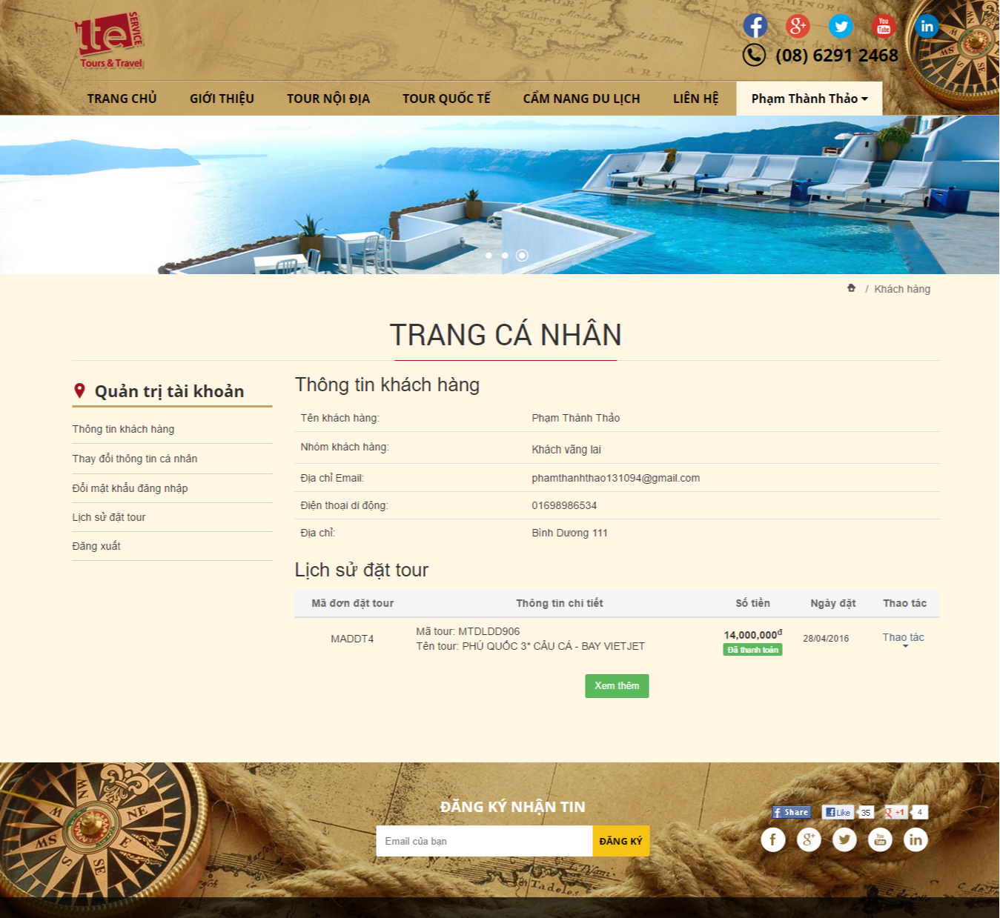 1te SERVICE
Tours & Travel
(08) 6291 2468
TRANG CHỦ GIỚI THIỆU TOUR NỘI ĐỊA TOUR QUỐC TẾ CẨM NANG DU LỊCH LIÊN HỆ Phạm Thành Thảo
/ Khách hàng
TRANG CÁ NHÂN
Quản trị tài khoản
Thông tin khách hàng
Thay đổi thông tin cá nhân
Đổi mật khẩu đăng nhập
Lịch sử đặt tour
Đăng xuất
Thông tin khách hàng
Tên khách hàng: Phạm Thành Thảo
Nhóm khách hàng: Khách vãng lai
Địa chỉ Email: phamthanhthao131094@gmail.com
Điện thoại di động: 01698986534
Địa chỉ: Bình Dương 111
Lịch sử đặt tour
Mã đơn đặt tour Thông tin chi tiết Số tiền Ngày đặt Thao tác
MADDT4 Mã tour: MTDLDD906 14,000,000đ 28/04/2016 Thao tác
Tên tour: PHÚ QUỐC 3* CÂU CÁ - BAY VIETJET Đã thanh toán
Xem thêm
ĐĂNG KÝ NHẬN TIN
Email của bạn ĐĂNG KÝ
Share Like 35 +1 4